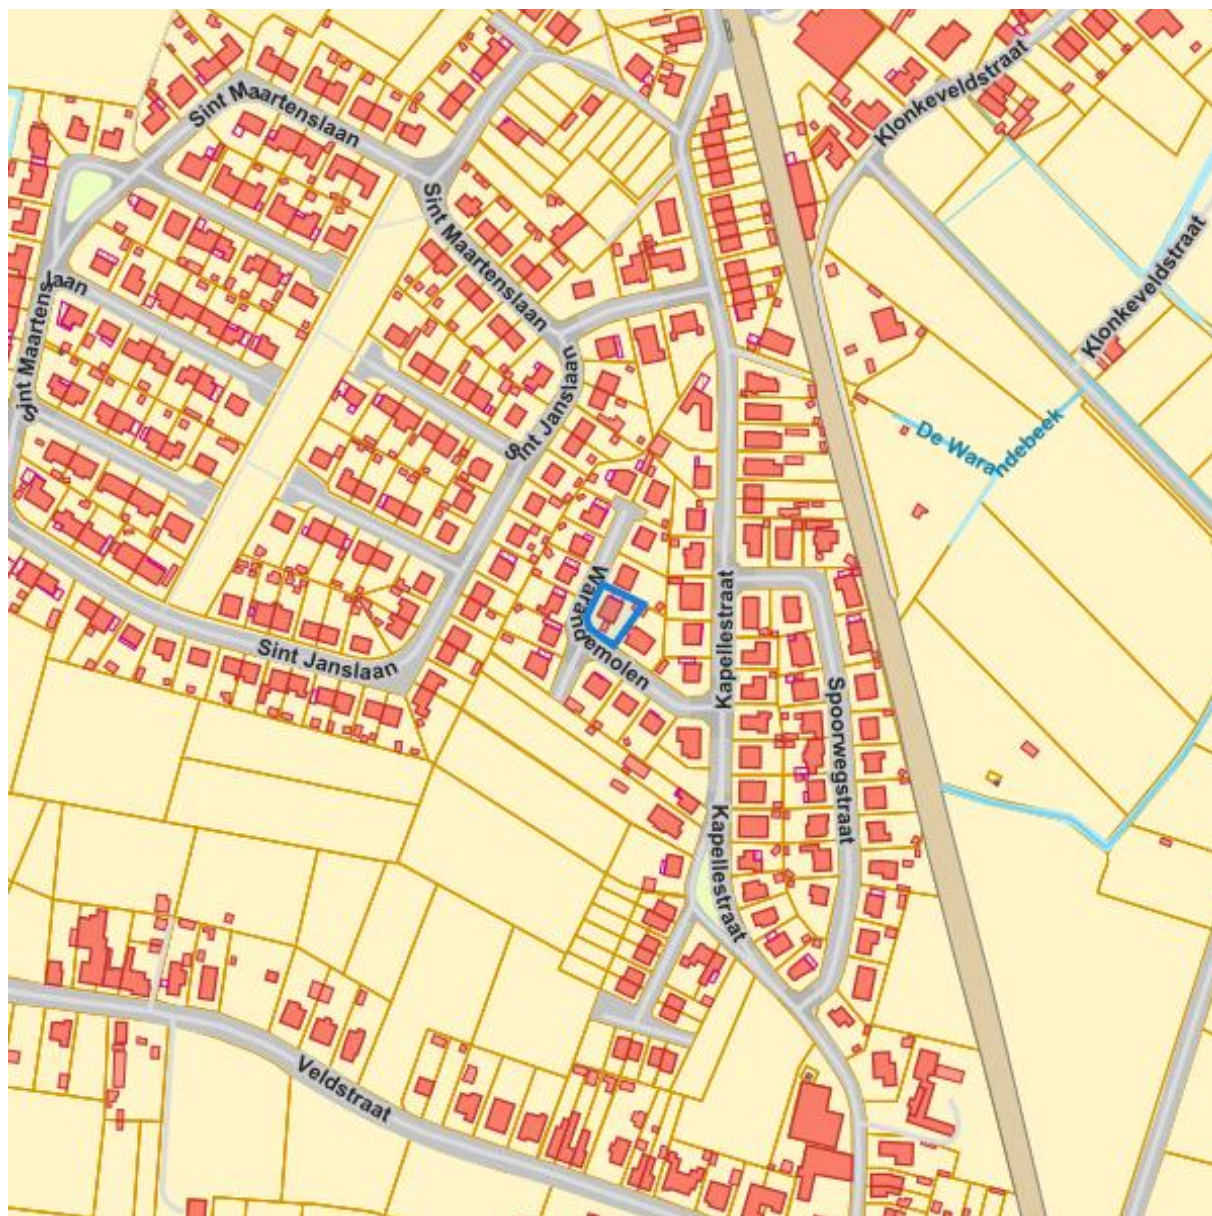 Klonkeveldstraat
Sint Maartenslaan
Sint Maartenslaan
Klonkeveldstraat
Sint Maartenslaan
Sint Janslaan
De Warandebeek
Warandemolen
Kapellestraat
Sint Janslaan
Spoorwegstraat
Kapellestraat
Veldstraat